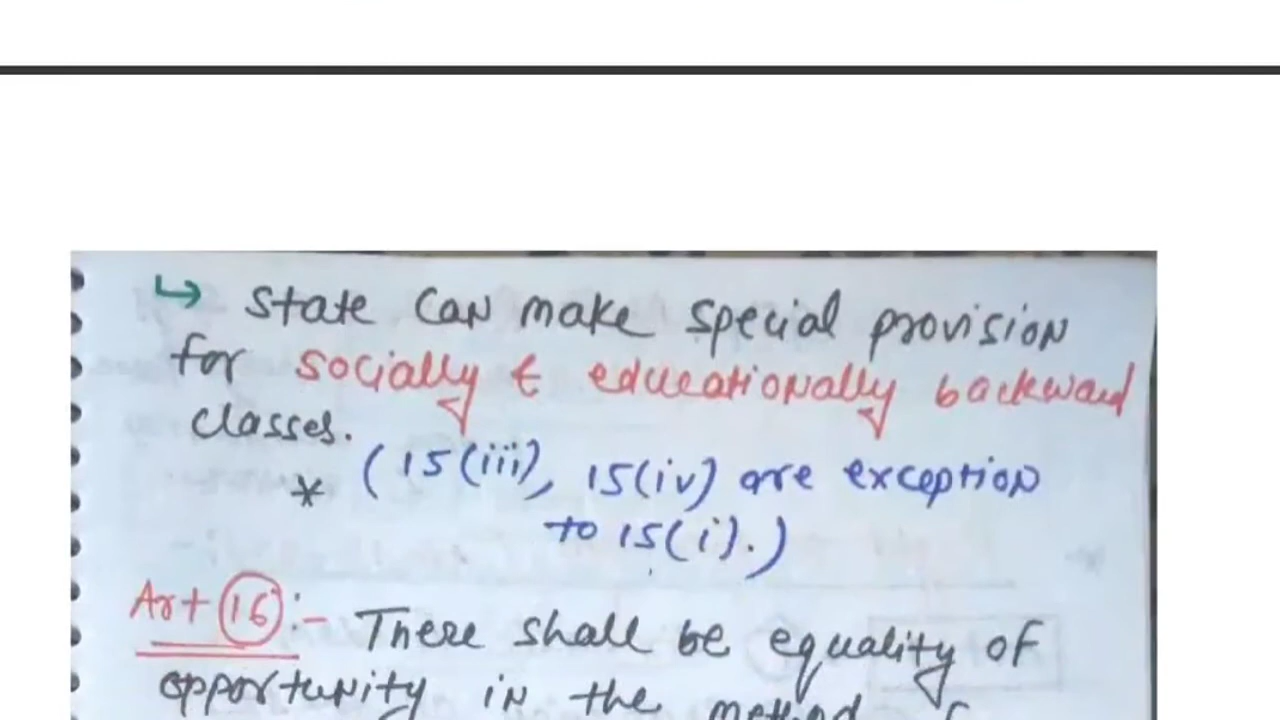 ↳ State can make special provision
for socially & educationally backward
classes.
* (15(iii), 15(iv) are exception
to 15(i).)
Art 16 :- There shall be equality of
opportunity in the